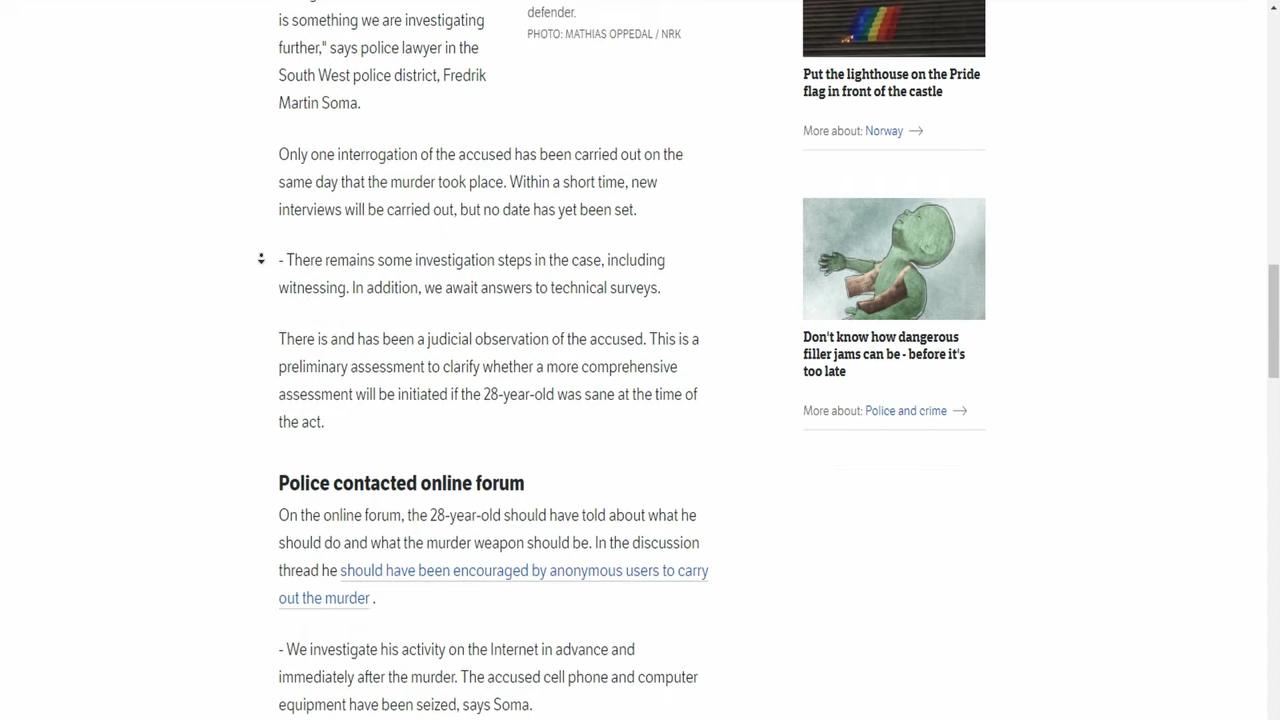 is something we are investigating
further," says police lawyer in the
South West police district, Fredrik
Martin Soma.
defender.
PHOTO: MATHIAS OPPEDAL / NRK
Only one interrogation of the accused has been carried out on the
same day that the murder took place. Within a short time, new
interviews will be carried out, but no date has yet been set.
- There remains some investigation steps in the case, including
witnessing. In addition, we await answers to technical surveys.
There is and has been a judicial observation of the accused. This is a
preliminary assessment to clarify whether a more comprehensive
assessment will be initiated if the 28-year-old was sane at the time of
the act.
Police contacted online forum
On the online forum, the 28-year-old should have told about what he
should do and what the murder weapon should be. In the discussion
thread he should have been encouraged by anonymous users to carry
out the murder .
- We investigate his activity on the Internet in advance and
immediately after the murder. The accused cell phone and computer
equipment have been seized, says Soma.
Put the lighthouse on the Pride
flag in front of the castle
More about: Norway →
Don't know how dangerous
filler jams can be - before it's
too late
More about: Police and crime →